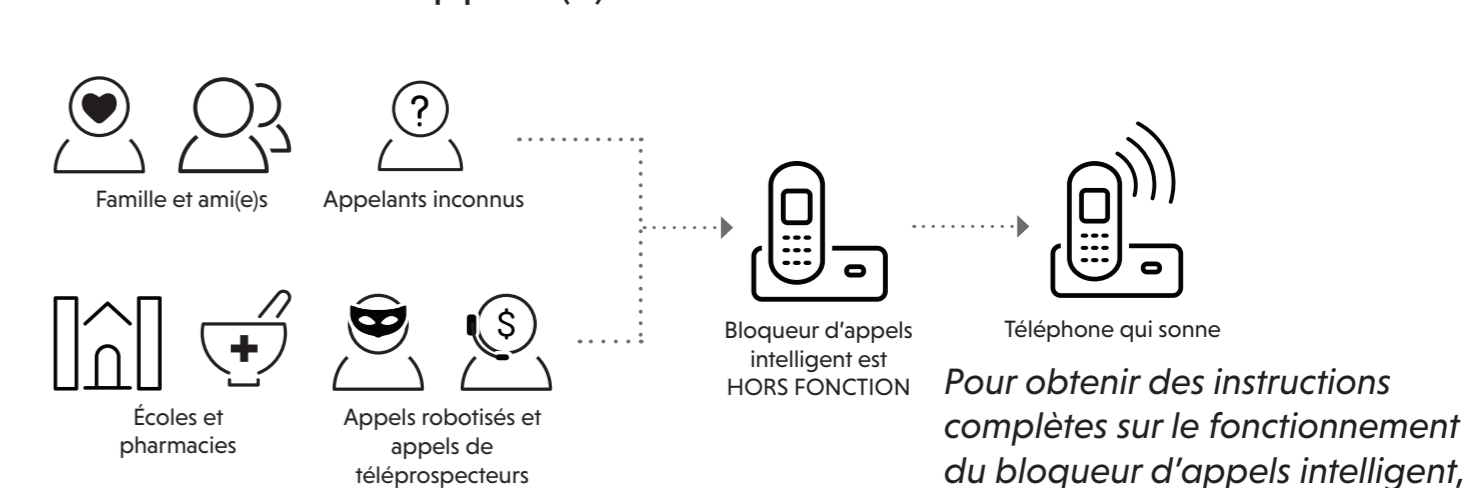 Famille et ami(e)s
Appelants inconnus
?
$
Écoles et
pharmacies
Appels robotisés et
appels de
téléprospecteurs
Bloqueur d'appels
intelligent est
HORS FONCTION
Téléphone qui sonne
Pour obtenir des instructions
complètes sur le fonctionnement
du bloqueur d'appels intelligent,